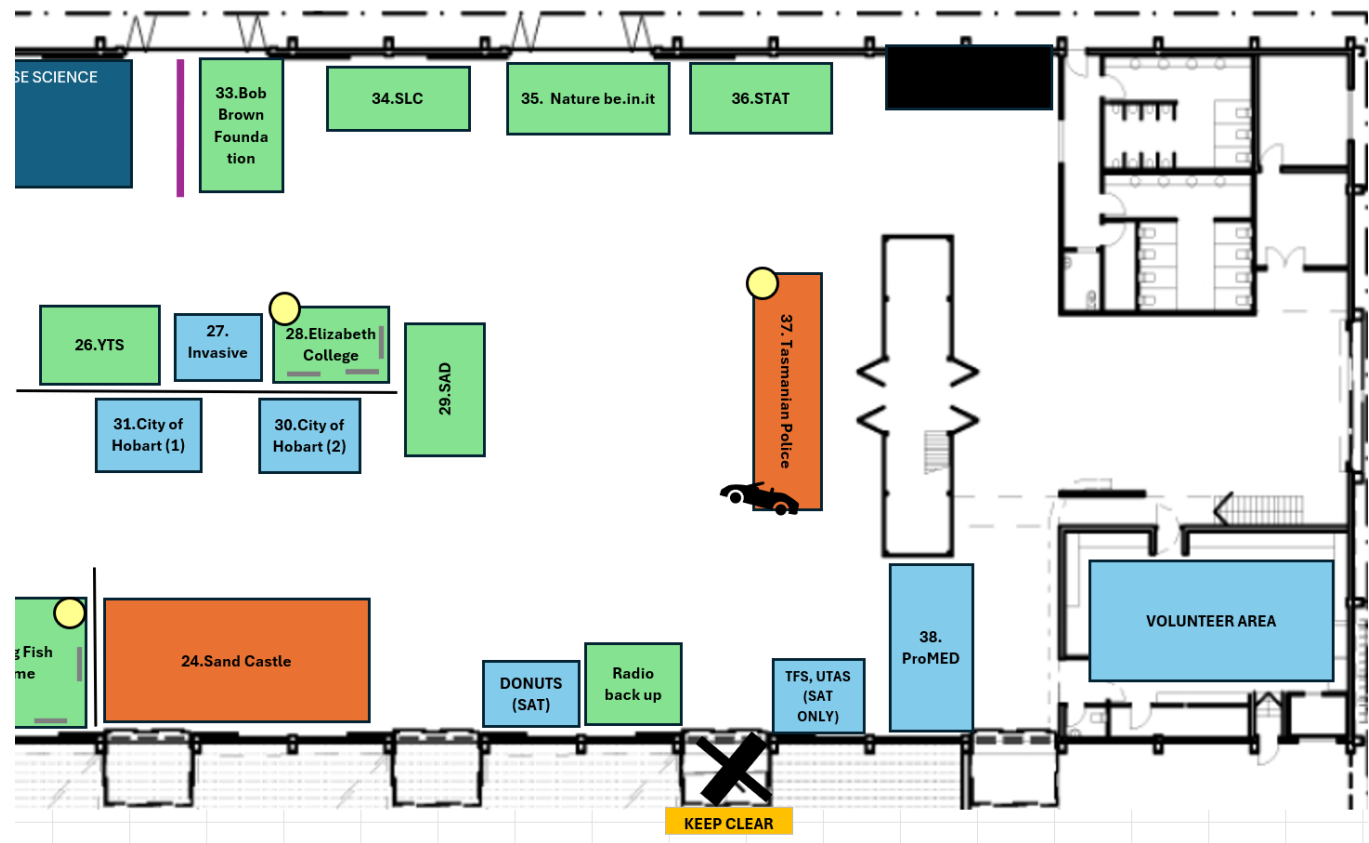 SE SCIENCE
33.Bob
Brown
Founda
tion
34.SLC
35. Nature be.in.it
36.STAT
26.YTS
27.
Invasive
28.Elizabeth
College
29.SAD
37. Tasmanian Police
31.City of
Hobart (1)
30.City of
Hobart (2)
g Fish
me
24.Sand Castle
DONUTS
(SAT)
Radio
back up
TFS, UTAS
(SAT
ONLY)
38.
ProMED
VOLUNTEER AREA
KEEP CLEAR